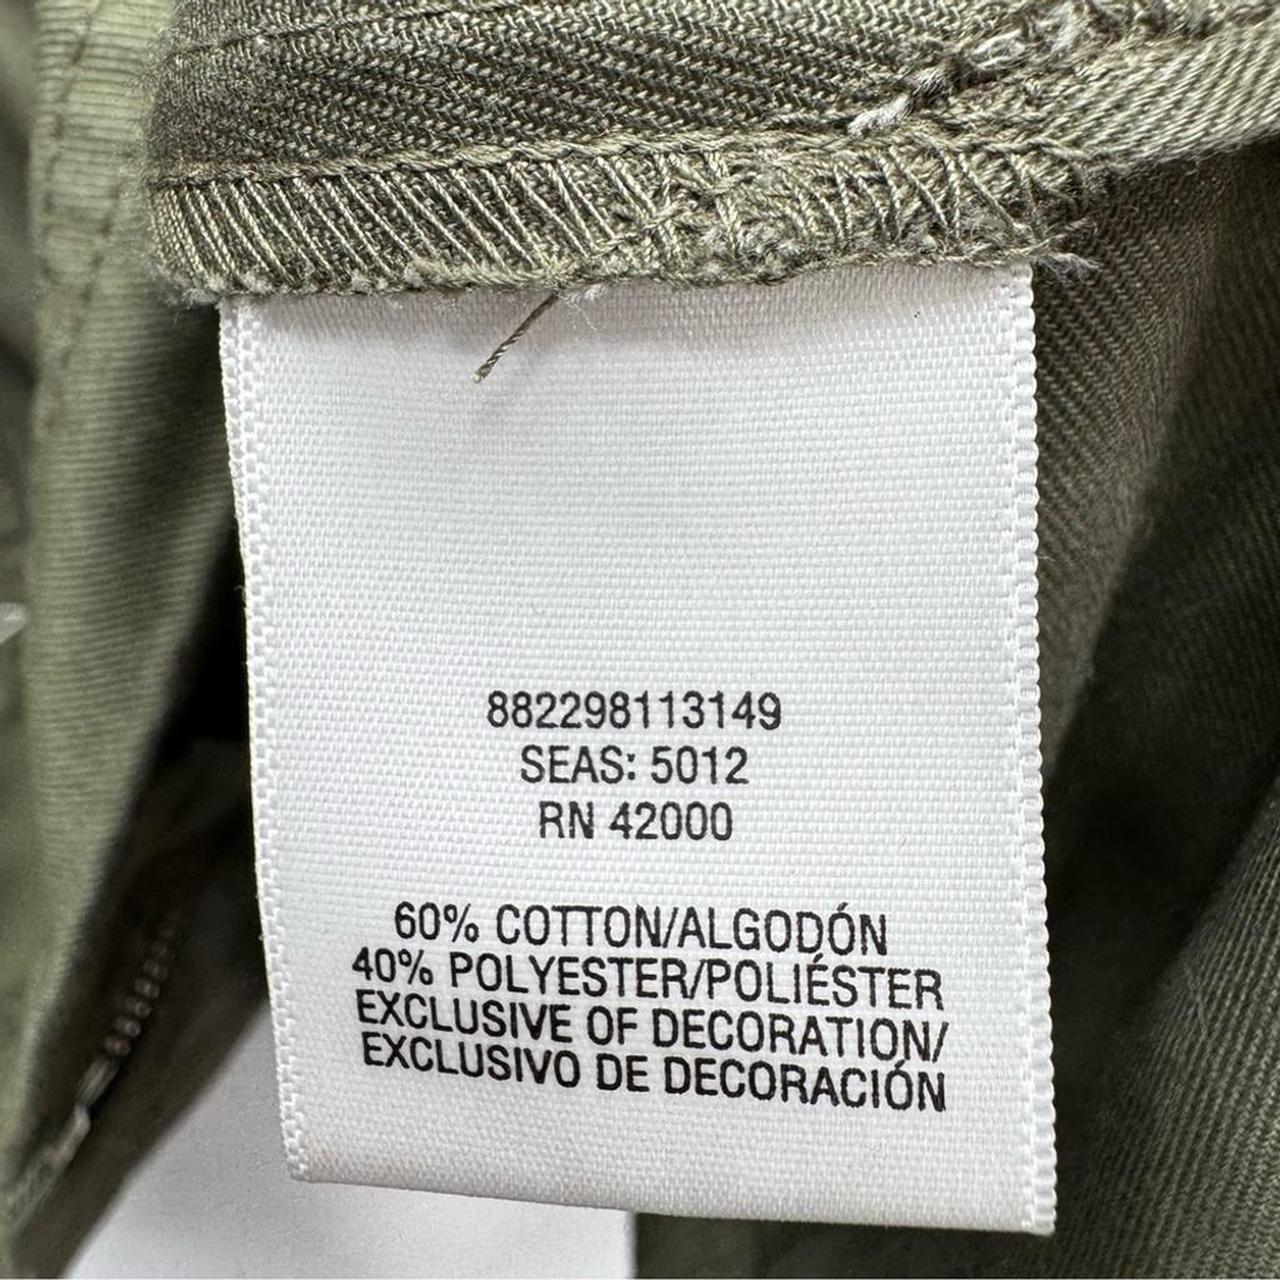 882298113149
SEAS: 5012
RN 42000
60% COTTON/ALGODÓN
40% POLYESTER/POLIÉSTER
EXCLUSIVE OF DECORATION/
EXCLUSIVO DE DECORACIÓN